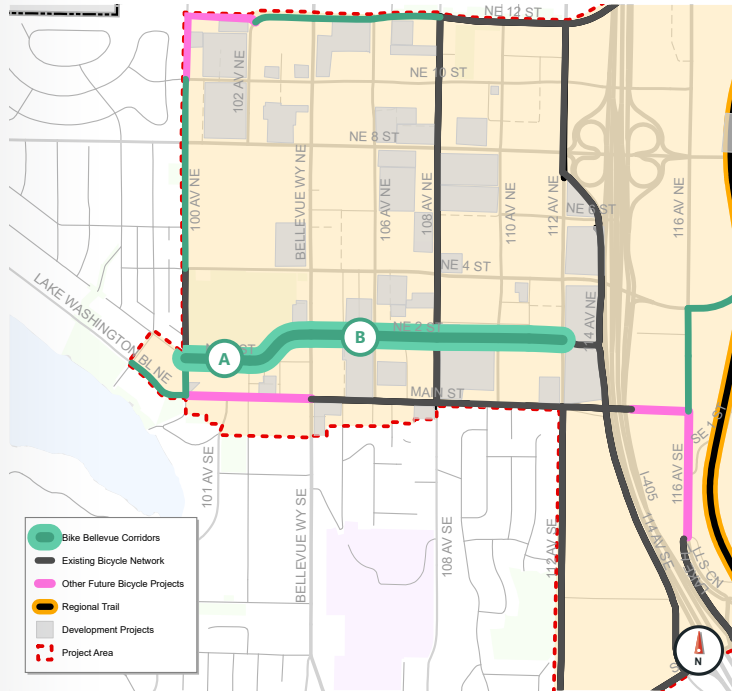 NE 12 ST
NE 10 ST
102 AV NE
NE 8 ST
100 AV NE
BELLEVUE WY NE
106 AV NE
108 AV NE
110 AV NE
112 AV NE
116 AV NE
NE 6 ST
NE 4 ST
LAKE WASHINGTON BL NE
114 AV NE
NE 2 ST
A
B
MAIN ST
SE 1 ST
101 AV SE
BELLEVUE WY SE
108 AV SE
112 AV SE
I-405
114 AV SE
116 AV SE
Bike Bellevue Corridors
Existing Bicycle Network
Other Future Bicycle Projects
Regional Trail
Development Projects
Project Area
N